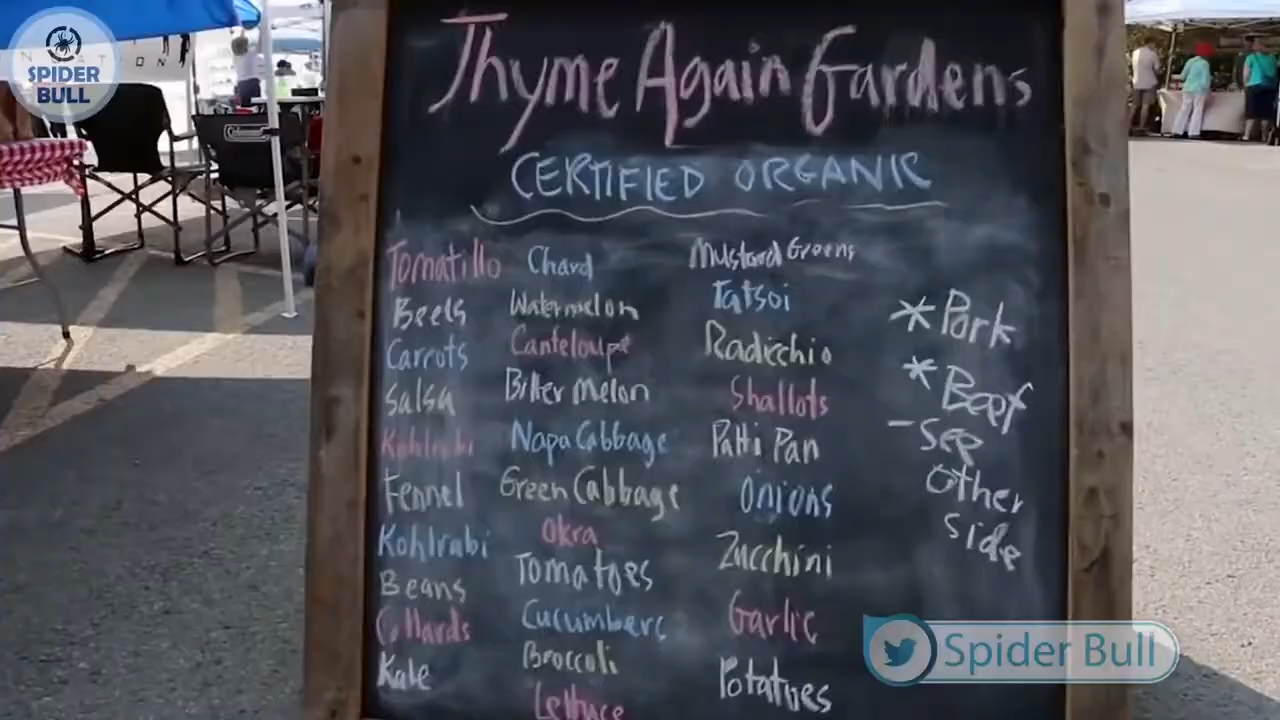 Thyme Again Gardens
CERTIFIED ORGANIC
Tomatillo
Beets
Carrots
Salsa
Kohlrabi
Fennel
Kohlrabi
Beans
Collards
Kale
Chard
Watermelon
Canteloupe
Bitter Melon
Napa Cabbage
Green Cabbage
Okra
Tomatoes
Cucumbers
Broccoli
Lettuce
Mustard Greens
Tatsoi
Radicchio
Shallots
Patti Pan
Onions
Zucchini
Garlic
Potatoes
*Pork
*Beef
- See
Other
side
SPIDER
BULL
Coleman
Spider Bull